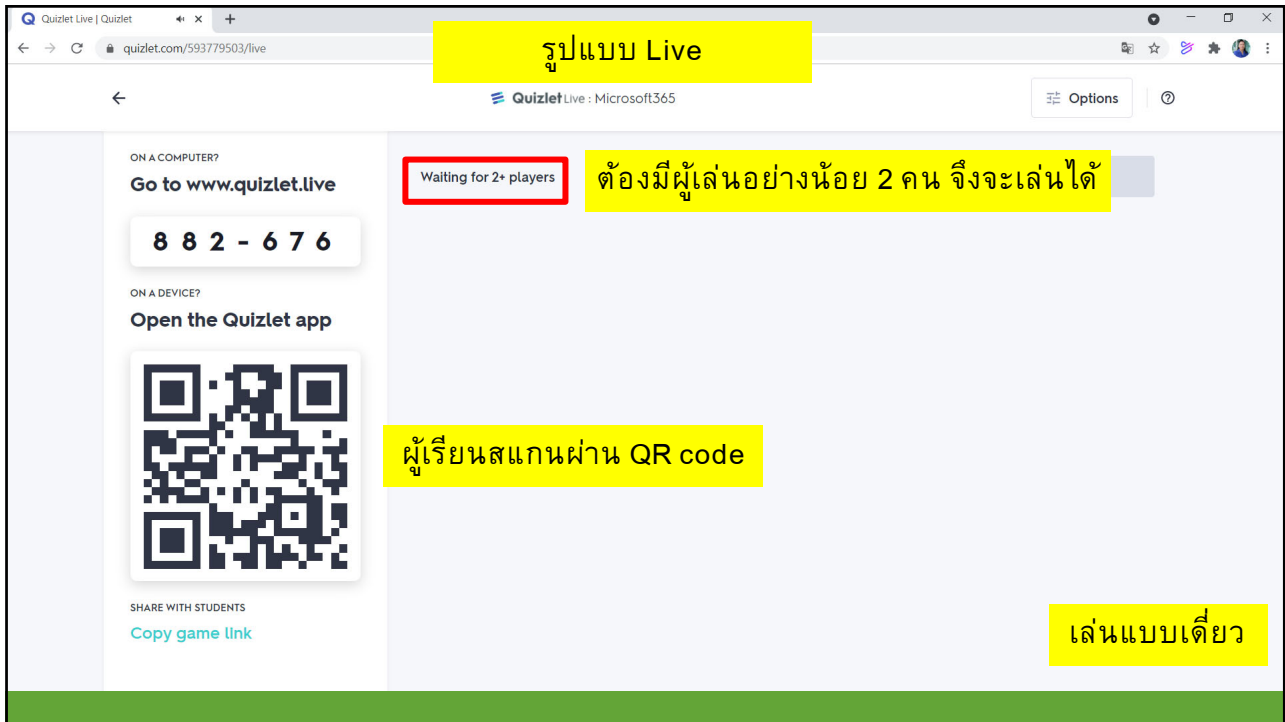 Quizlet Live | Quizlet
quizlet.com/593779503/live
รูปแบบ Live
Quizlet Live : Microsoft365
Options
ON A COMPUTER?
Go to www.quizlet.live
882-676
ON A DEVICE?
Open the Quizlet app
SHARE WITH STUDENTS
Copy game link
Waiting for 2+ players
ต้องมีผู้เล่นอย่างน้อย 2 คน จึงจะเล่นได้
ผู้เรียนสแกนผ่าน QR code
เล่นแบบเดี่ยว